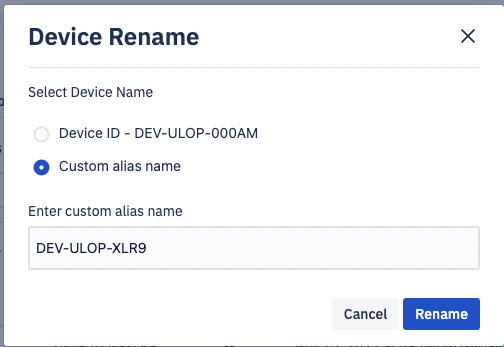 Device Rename
Select Device Name
Device ID - DEV-ULOP-000AM
Custom alias name
Enter custom alias name
DEV-ULOP-XLR9
Cancel
Rename